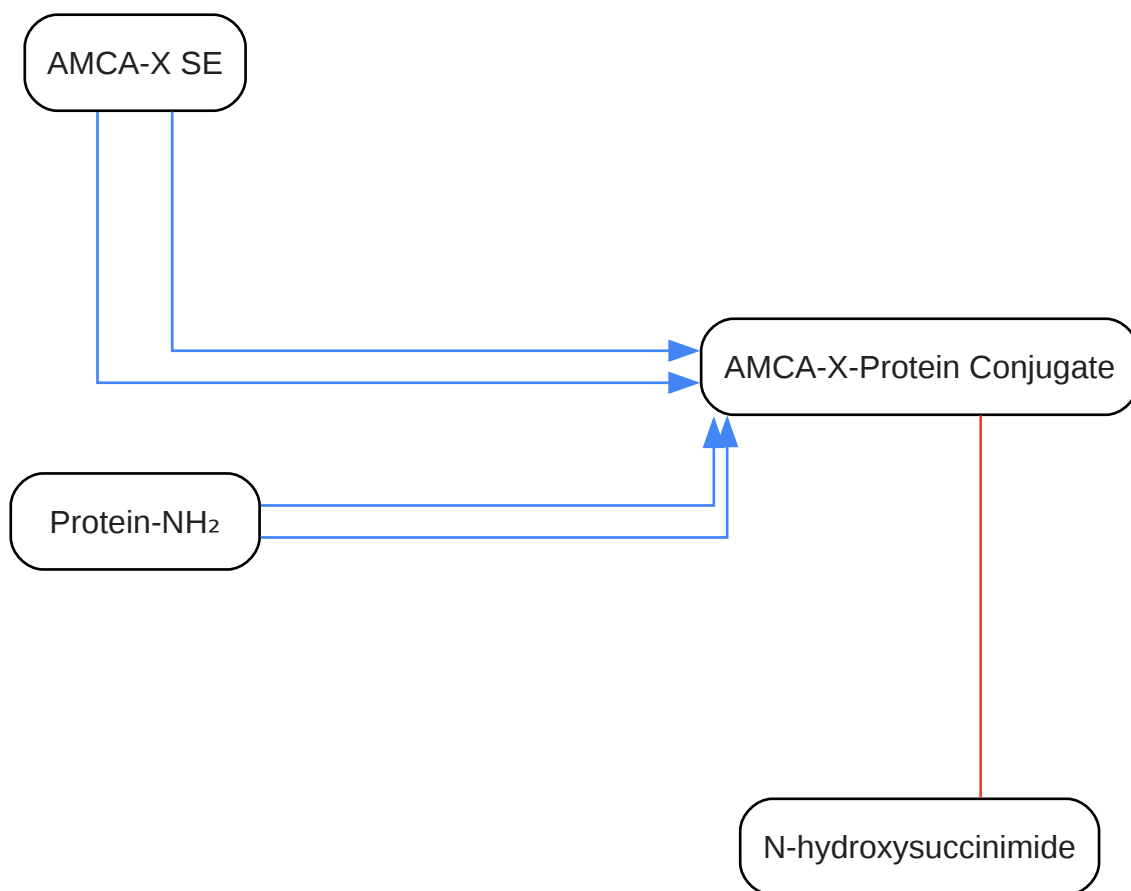 AMCA-X SE
AMCA-X-Protein Conjugate
Protein-NH₂
N-hydroxysuccinimide